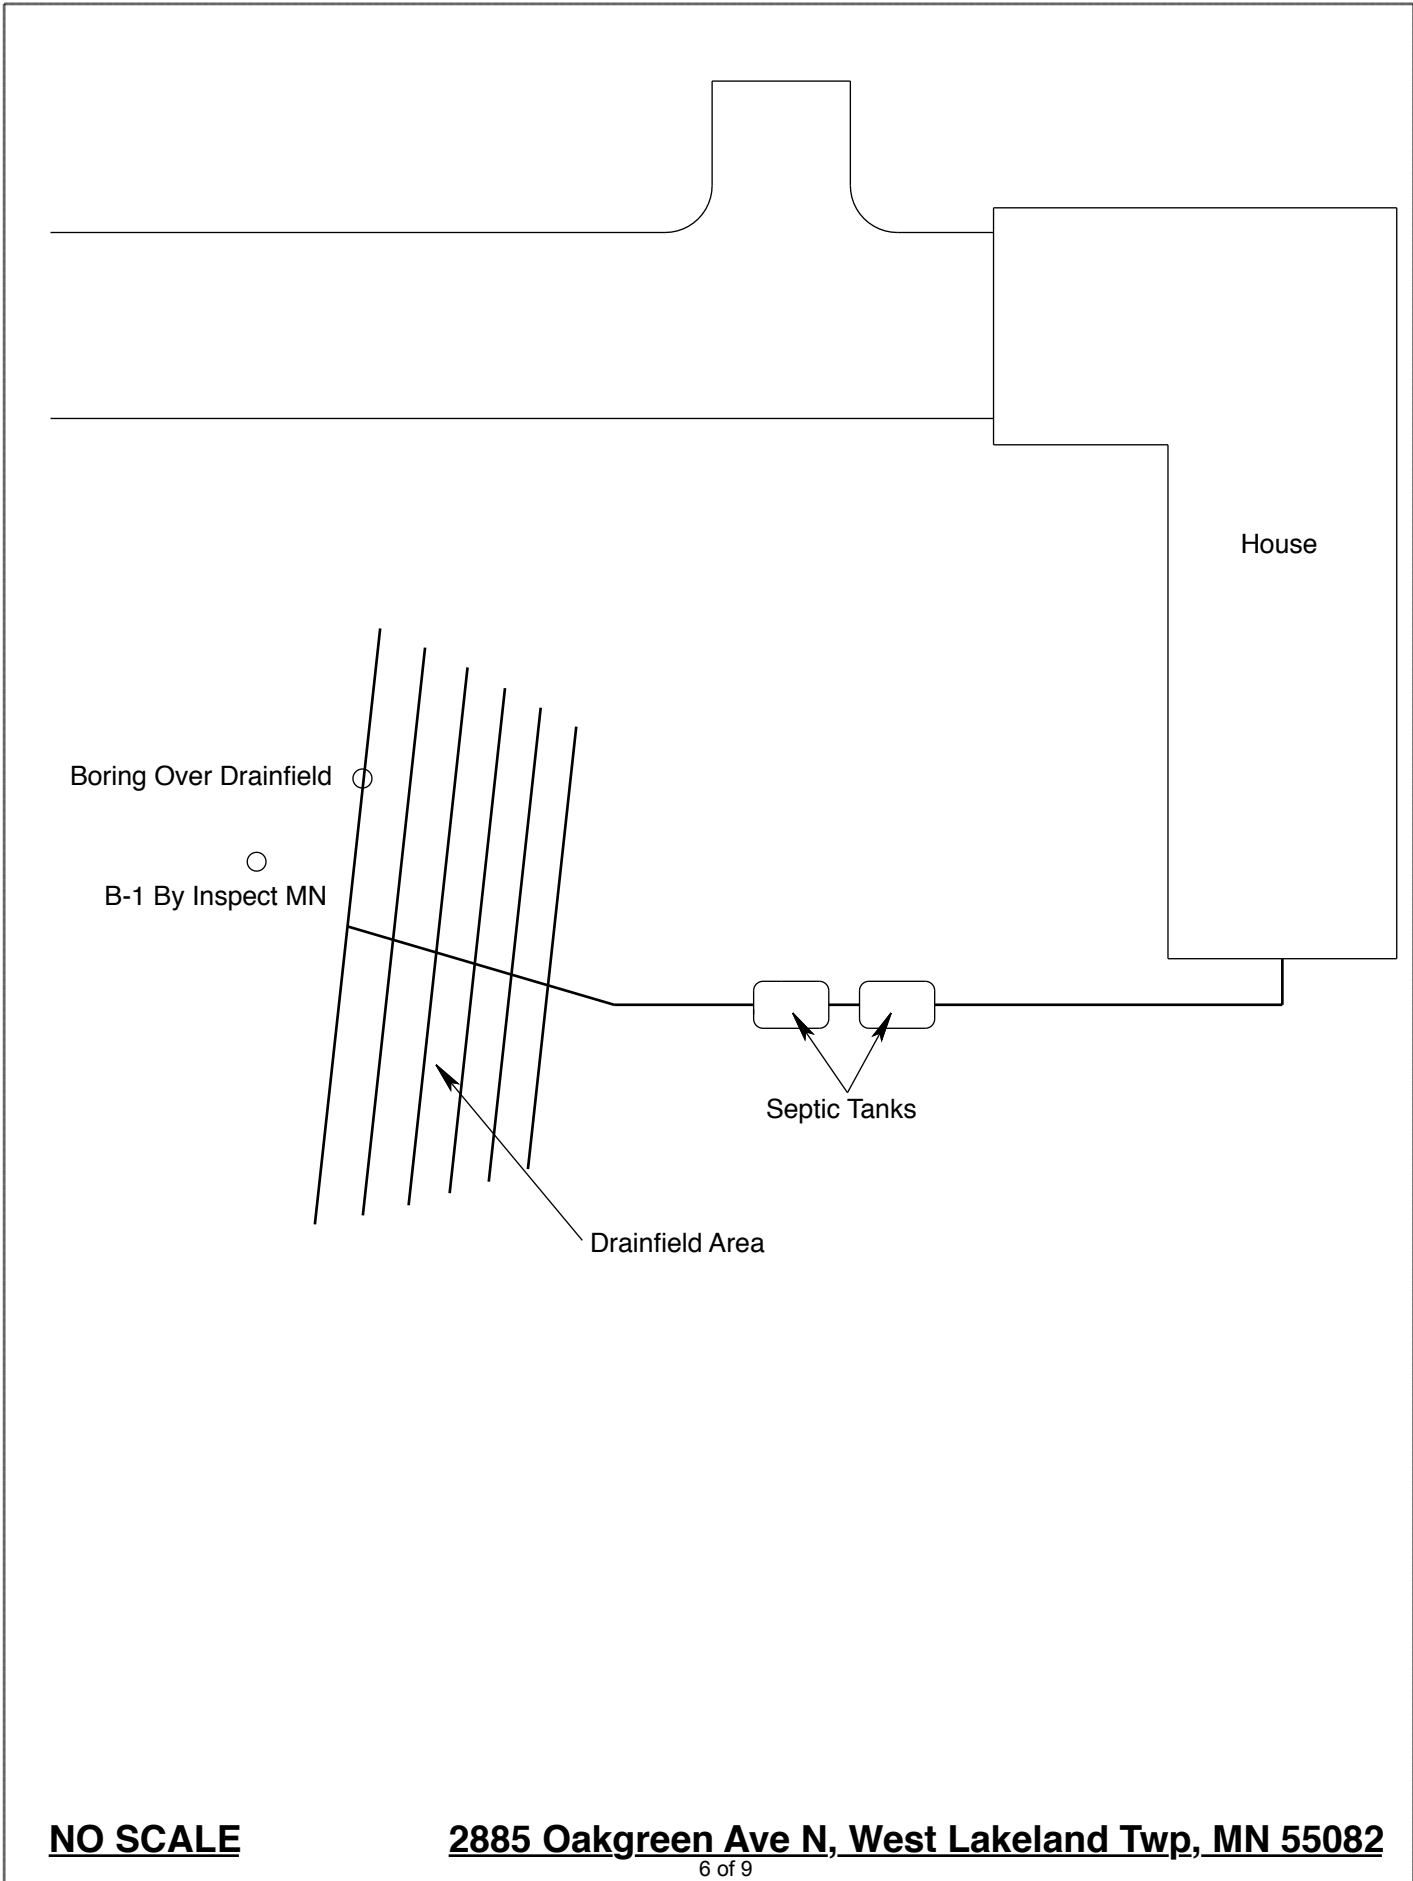 House
Boring Over Drainfield
B-1 By Inspect MN
Septic Tanks
Drainfield Area
NO SCALE
2885 Oakgreen Ave N, West Lakeland Twp, MN 55082
6 of 9